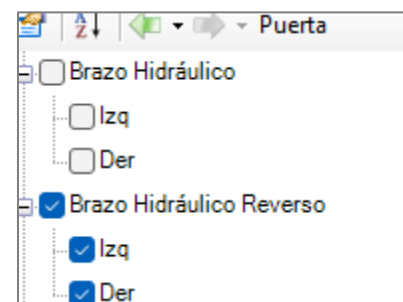 Puerta
Brazo Hidráulico
Izq
Der
Brazo Hidráulico Reverso
Izq
Der